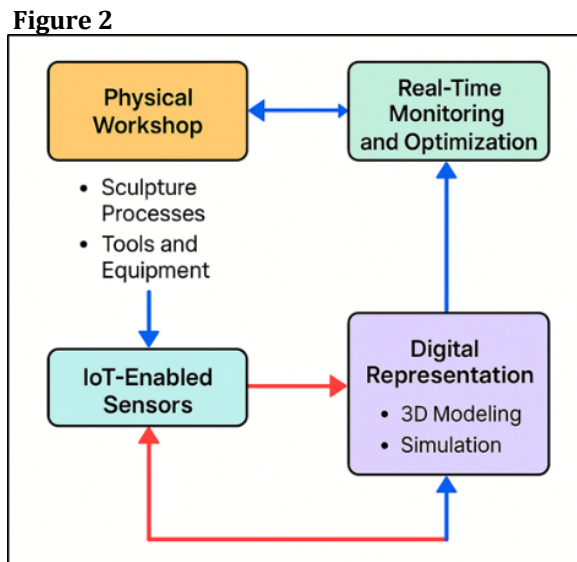 Figure 2
Physical
Workshop
• Sculpture
Processes
• Tools and
Equipment
Real-Time
Monitoring
and Optimization
IoT-Enabled
Sensors
Digital
Representation
• 3D Modeling
• Simulation